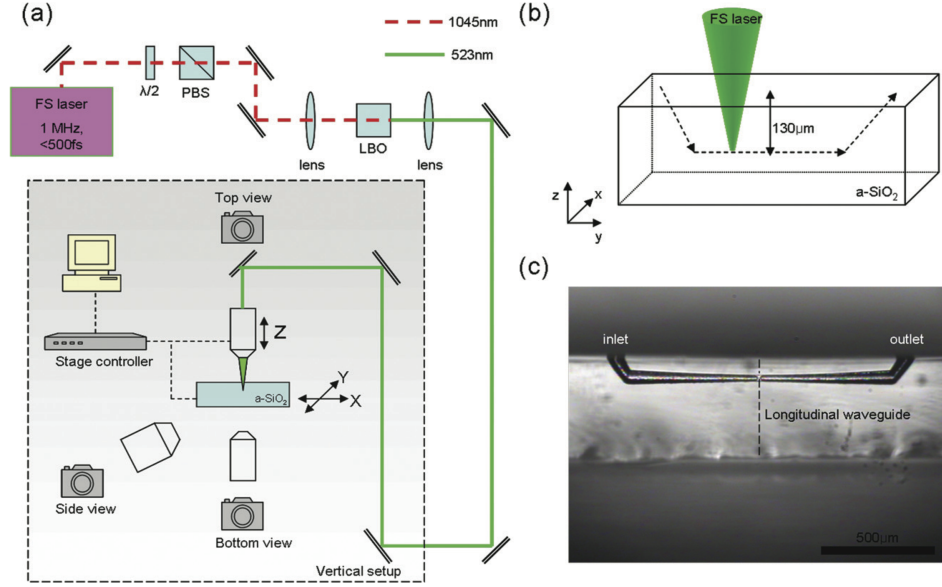 (a)
1045nm
523nm
FS laser
1 MHz,
<500fs
λ/2
PBS
lens
LBO
lens
Top view
Z
Stage controller
a-SiO₂
Y
X
Side view
Bottom view
Vertical setup
(b)
FS laser
130μm
a-SiO₂
z
x
y
(c)
inlet
outlet
Longitudinal waveguide
500μm